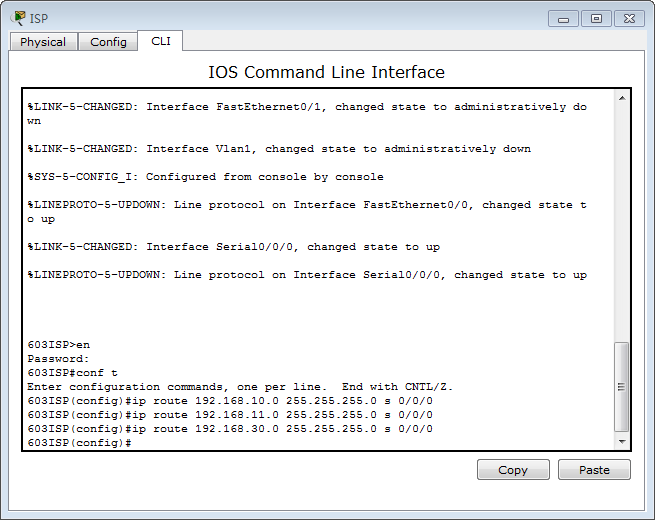 ISP
Physical
Config
CLI
IOS Command Line Interface
%LINK-5-CHANGED: Interface FastEthernet0/1, changed state to administratively do
wn
%LINK-5-CHANGED: Interface Vlan1, changed state to administratively down
%SYS-5-CONFIG_I: Configured from console by console
%LINEPROTO-5-UPDOWN: Line protocol on Interface FastEthernet0/0, changed state t
o up
%LINK-5-CHANGED: Interface Serial0/0/0, changed state to up
%LINEPROTO-5-UPDOWN: Line protocol on Interface Serial0/0/0, changed state to up
603ISP>en
Password:
603ISP#conf t
Enter configuration commands, one per line.  End with CNTL/Z.
603ISP(config)#ip route 192.168.10.0 255.255.255.0 s 0/0/0
603ISP(config)#ip route 192.168.11.0 255.255.255.0 s 0/0/0
603ISP(config)#ip route 192.168.30.0 255.255.255.0 s 0/0/0
603ISP(config)#
Copy
Paste